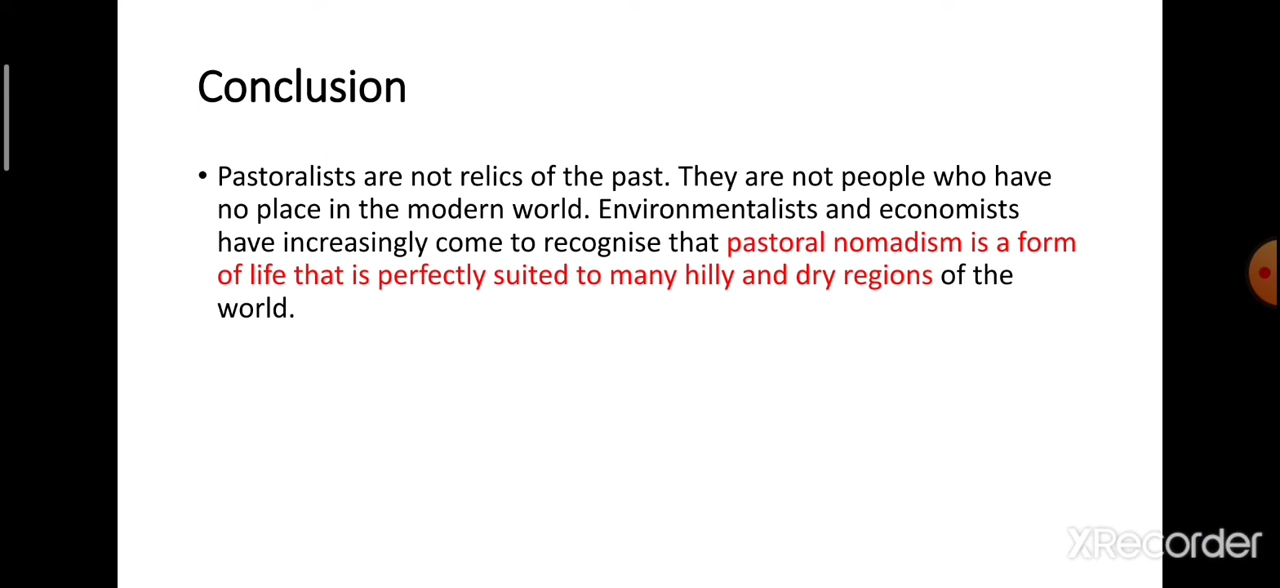 Conclusion
• Pastoralists are not relics of the past. They are not people who have
no place in the modern world. Environmentalists and economists
have increasingly come to recognise that pastoral nomadism is a form
of life that is perfectly suited to many hilly and dry regions of the
world.
XRecorder